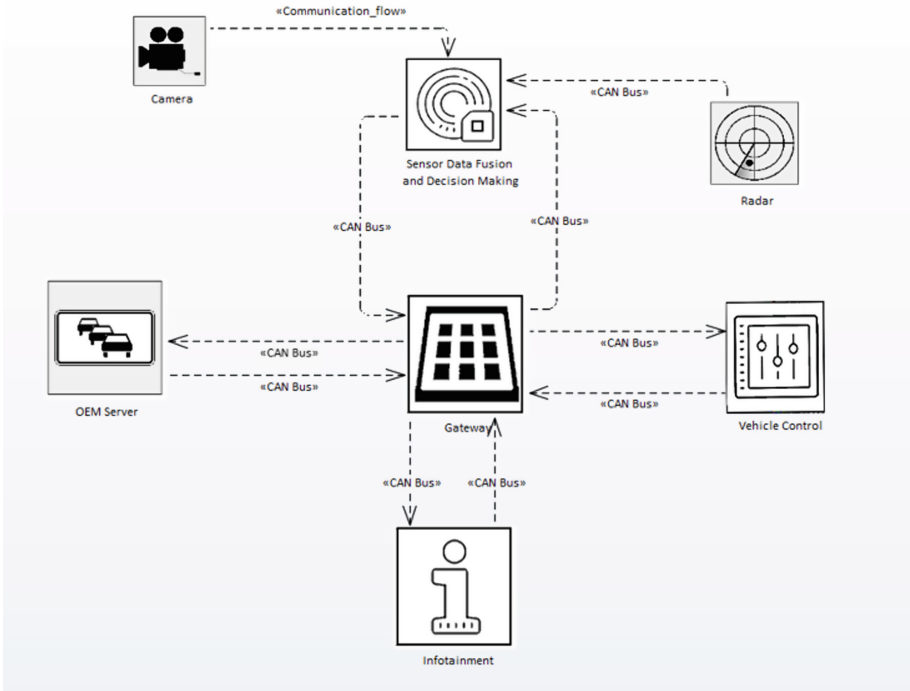 «Communication_flow»
Camera
«CAN Bus»
Sensor Data Fusion
and Decision Making
Radar
«CAN Bus»
«CAN Bus»
«CAN Bus»
«CAN Bus»
«CAN Bus»
«CAN Bus»
OEM Server
Gateway
Vehicle Control
«CAN Bus»
«CAN Bus»
Infotainment